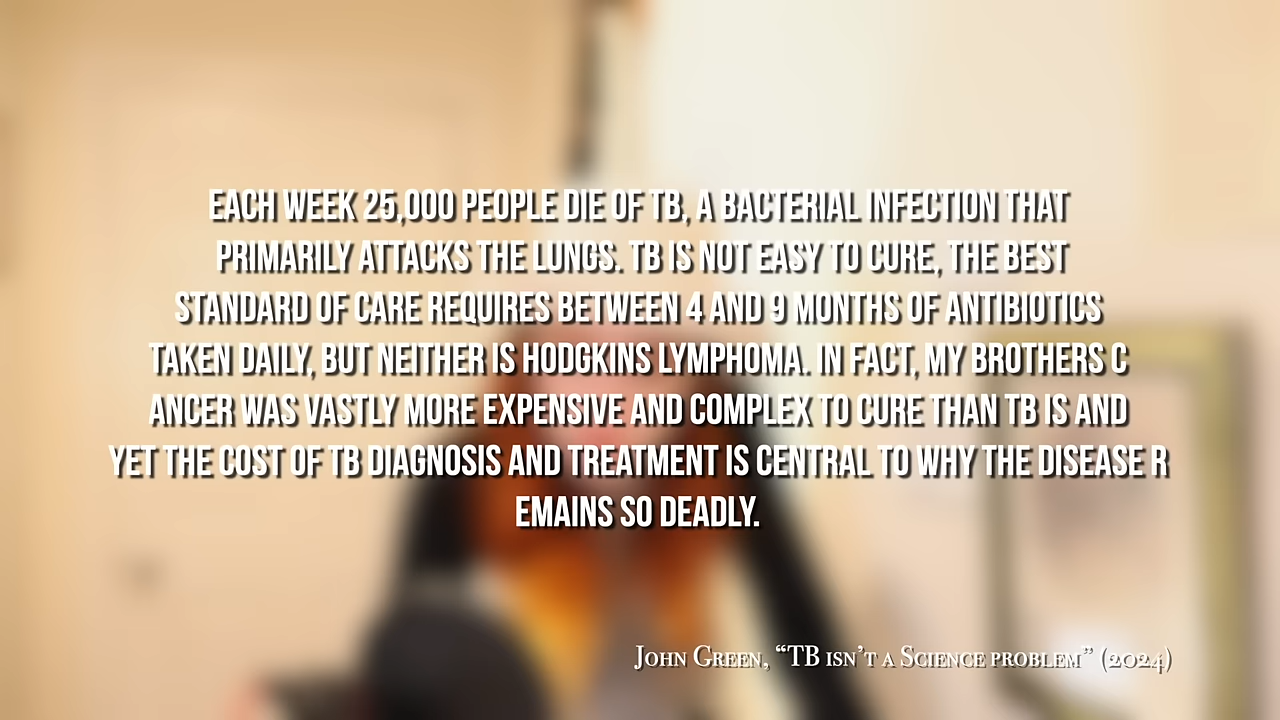 EACH WEEK 25,000 PEOPLE DIE OF TB, A BACTERIAL INFECTION THAT
PRIMARILY ATTACKS THE LUNGS. TB IS NOT EASY TO CURE, THE BEST
STANDARD OF CARE REQUIRES BETWEEN 4 AND 9 MONTHS OF ANTIBIOTICS
TAKEN DAILY, BUT NEITHER IS HODGKINS LYMPHOMA. IN FACT, MY BROTHERS C
ANCER WAS VASTLY MORE EXPENSIVE AND COMPLEX TO CURE THAN TB IS AND
YET THE COST OF TB DIAGNOSIS AND TREATMENT IS CENTRAL TO WHY THE DISEASE R
EMAINS SO DEADLY.
John Green, “TB isn’t a Science problem” (2024)